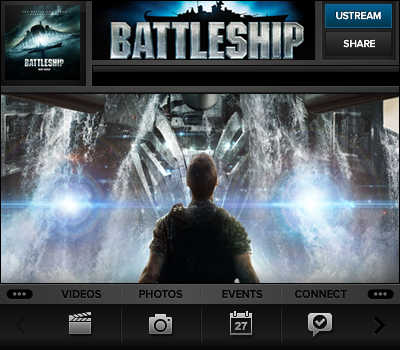 BATTLESHIP
BATTLESHIP
USTREAM
SHARE
VIDEOS PHOTOS EVENTS CONNECT
27